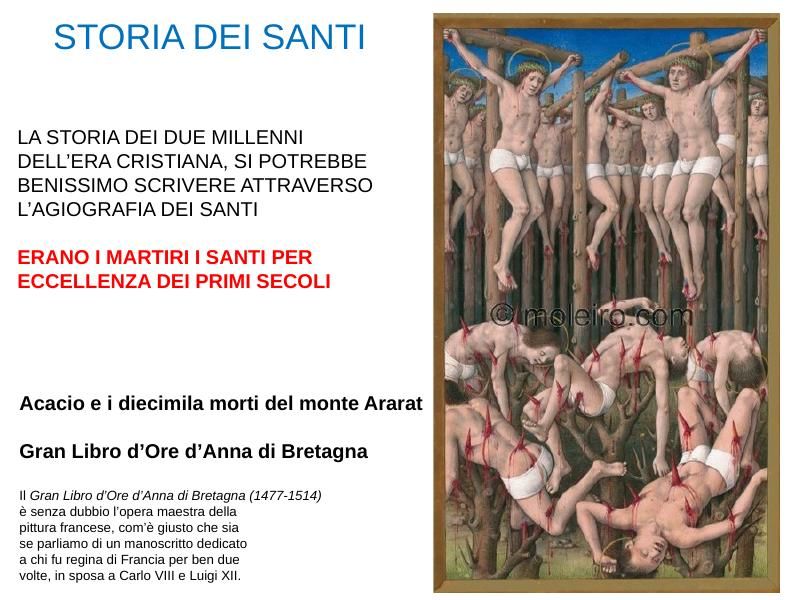 STORIA DEI SANTI
LA STORIA DEI DUE MILLENNI
DELL’ERA CRISTIANA, SI POTREBBE
BENISSIMO SCRIVERE ATTRAVERSO
L’AGIOGRAFIA DEI SANTI
ERANO I MARTIRI I SANTI PER
ECCELLENZA DEI PRIMI SECOLI
Acacio e i diecimila morti del monte Ararat
Gran Libro d’Ore d’Anna di Bretagna
Il Gran Libro d’Ore d’Anna di Bretagna (1477-1514)
è senza dubbio l’opera maestra della
pittura francese, com’è giusto che sia
se parliamo di un manoscritto dedicato
a chi fu regina di Francia per ben due
volte, in sposa a Carlo VIII e Luigi XII.
© moleiro.com